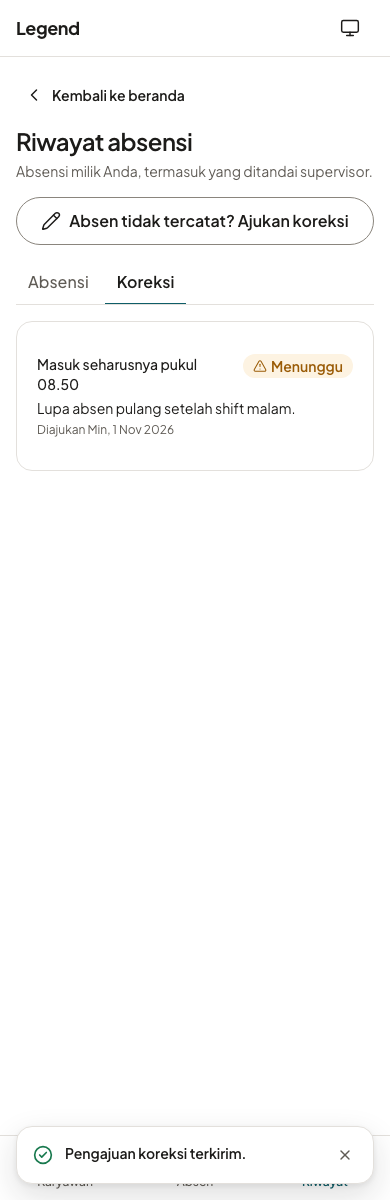 Legend
Kembali ke beranda
Riwayat absensi
Absensi milik Anda, termasuk yang ditandai supervisor.
Absen tidak tercatat? Ajukan koreksi
Absensi
Koreksi
Masuk seharusnya pukul
08.50
Menunggu
Lupa absen pulang setelah shift malam.
Diajukan Min, 1 Nov 2026
Pengajuan koreksi terkirim.